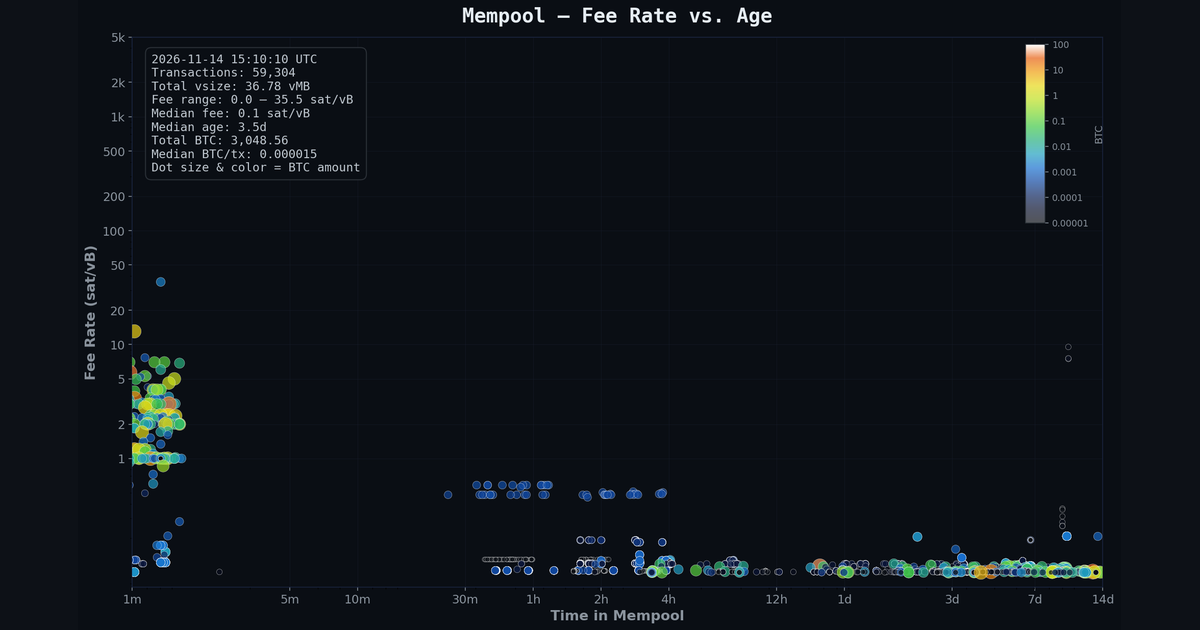 Mempool — Fee Rate vs. Age
2026-11-14 15:10:10 UTC
Transactions: 59,304
Total vsize: 36.78 vMB
Fee range: 0.0 — 35.5 sat/vB
Median fee: 0.1 sat/vB
Median age: 3.5d
Total BTC: 3,048.56
Median BTC/tx: 0.000015
Dot size & color = BTC amount
Fee Rate (sat/vB)
5k
2k
1k
500
200
100
50
20
10
5
2
1
100
10
1
0.1
0.01
0.001
0.0001
0.00001
BTC
1m
5m
10m
30m
1h
2h
4h
12h
1d
3d
7d
14d
Time in Mempool